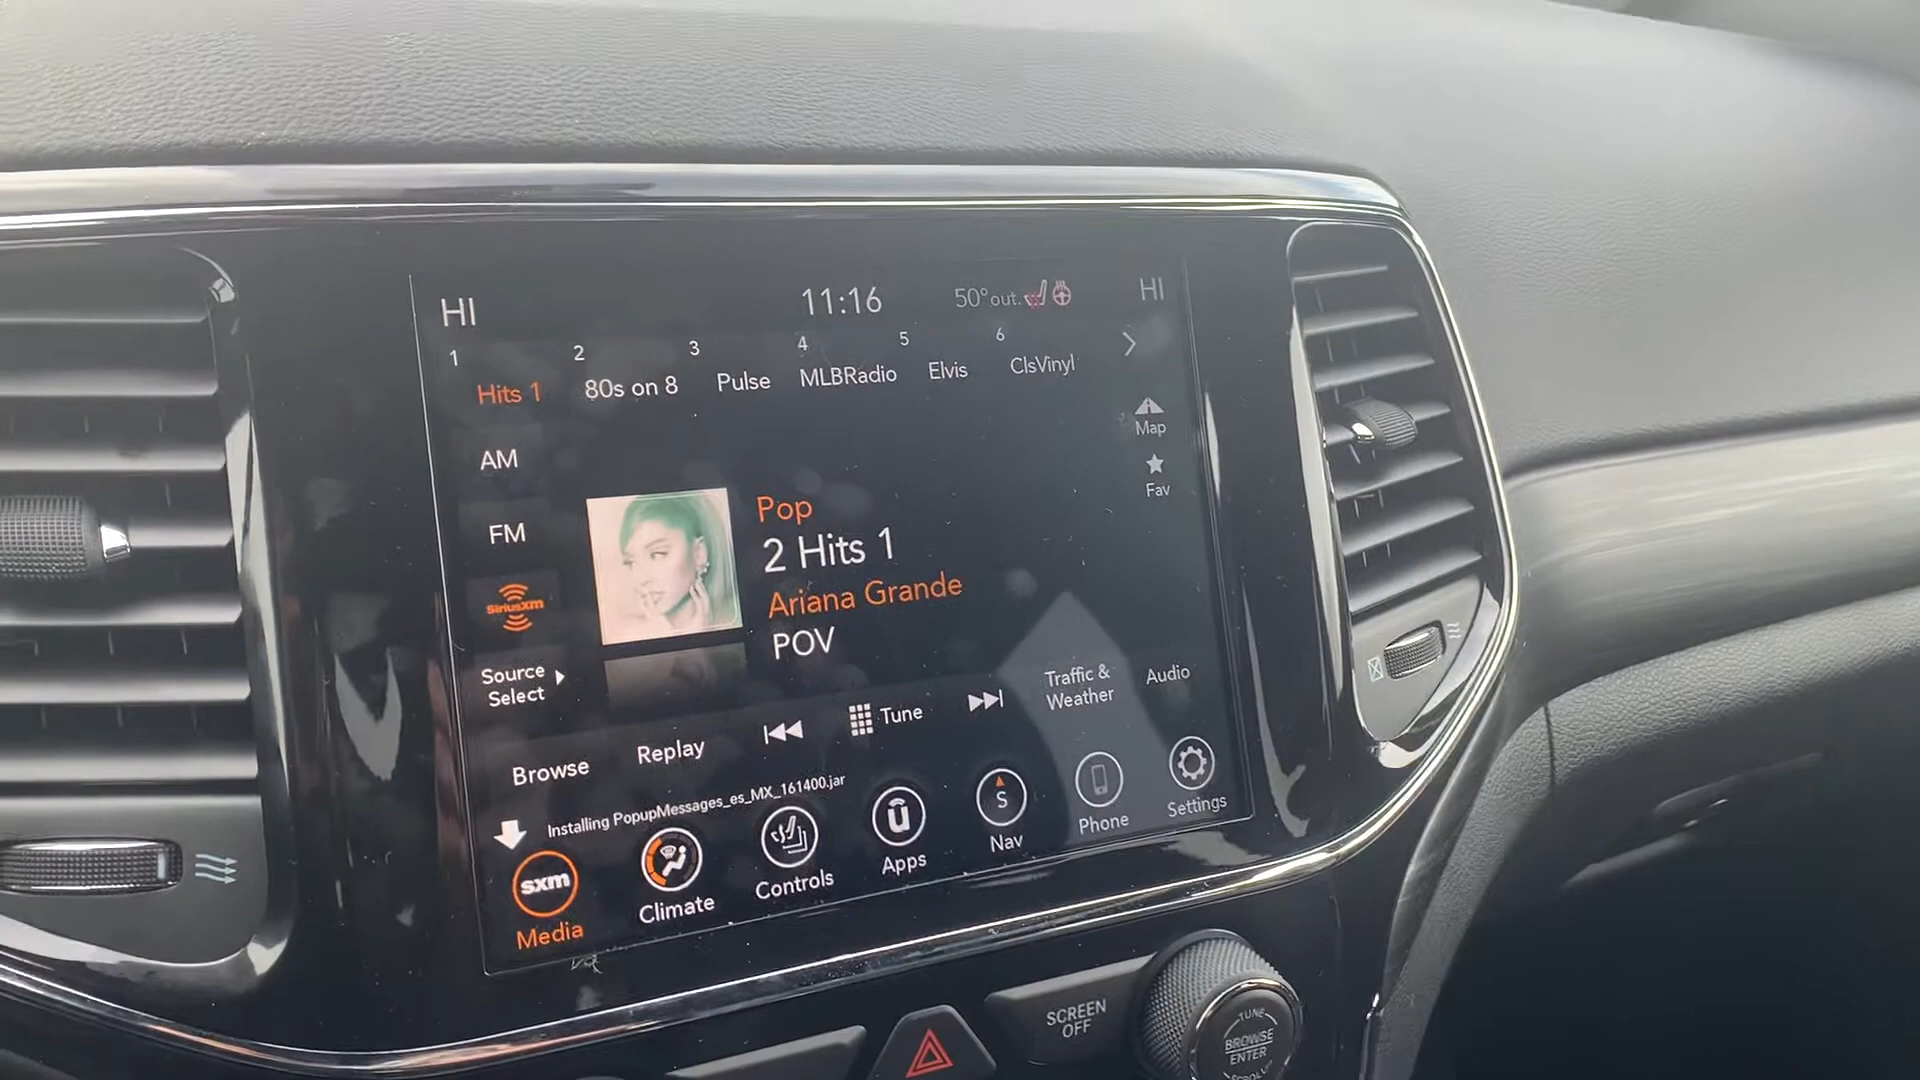 HI
11:16
50° out.
HI
1
2
3
4
5
6
Hits 1
80s on 8
Pulse
MLBRadio
Elvis
ClsVinyl
AM
FM
SiriusXM
Source
Select
Map
Fav
Pop
2 Hits 1
Ariana Grande
POV
Browse
Replay
Tune
Traffic &
Weather
Audio
Installing PopupMessages_es_MX_161400.jar
sxm
Media
Climate
Controls
Apps
S
Nav
Phone
Settings
SCREEN
OFF
TUNE
BROWSE
ENTER
SCROLL